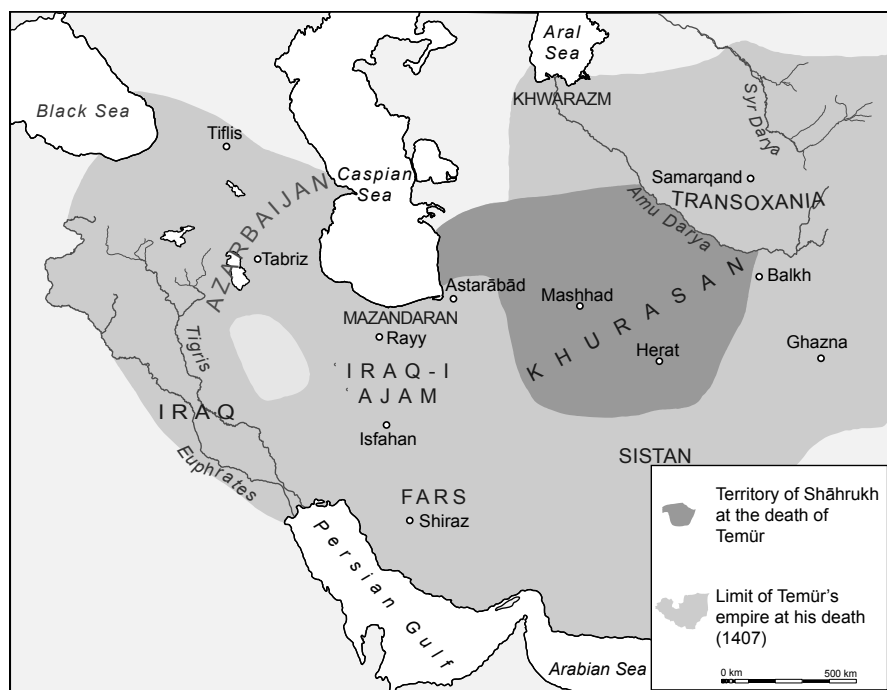 Aral
Sea
Black Sea
KHWARAZM
Syr Darya
Tiflis
Caspian
Sea
Samarqand
TRANSOXANIA
AZARBAIJAN
Amu Darya
Tabriz
Astarābād
Mashhad
Balkh
MAZANDARAN
Rayy
KHURASAN
Herat
Ghazna
Tigris
ʿIRAQ-I
ʿAJAM
IRAQ
Isfahan
Euphrates
SISTAN
FARS
Shiraz
Persian Gulf
Arabian Sea
Territory of Shāhrukh
at the death of
Temür
Limit of Temür’s
empire at his death
(1407)
0 km 500 km